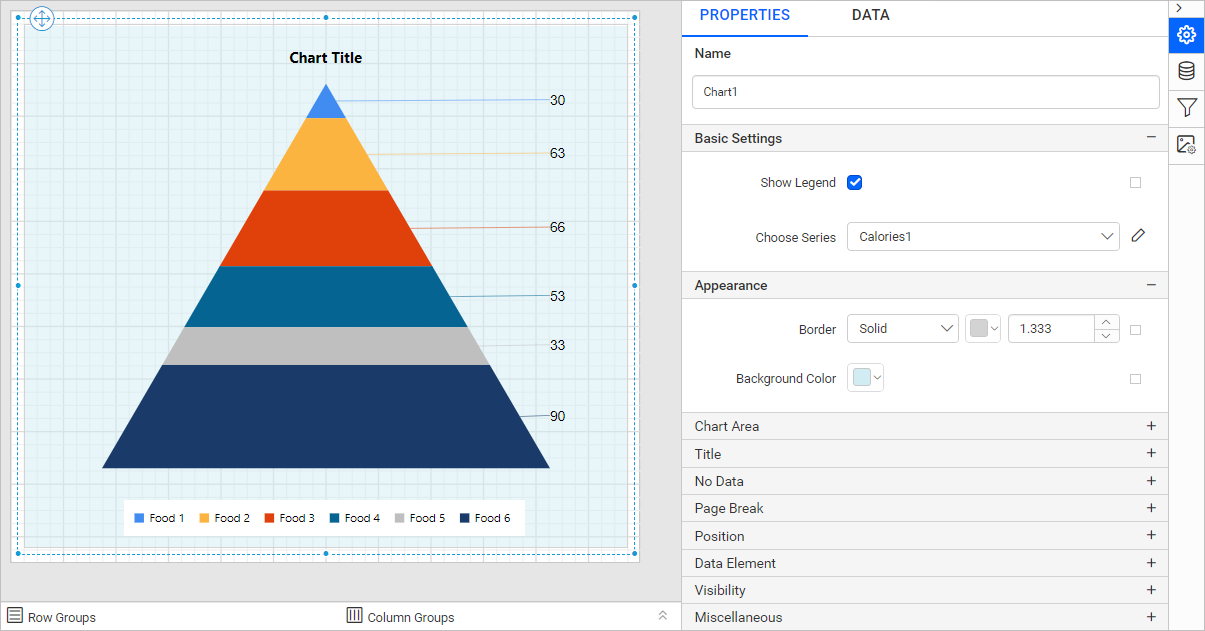 Chart Title
30
63
66
53
33
90
Food 1 Food 2 Food 3 Food 4 Food 5 Food 6
Row Groups Column Groups
PROPERTIES DATA
Name
Chart1
Basic Settings
Show Legend
Choose Series Calories1
Appearance
Border Solid 1.333
Background Color
Chart Area
Title
No Data
Page Break
Position
Data Element
Visibility
Miscellaneous